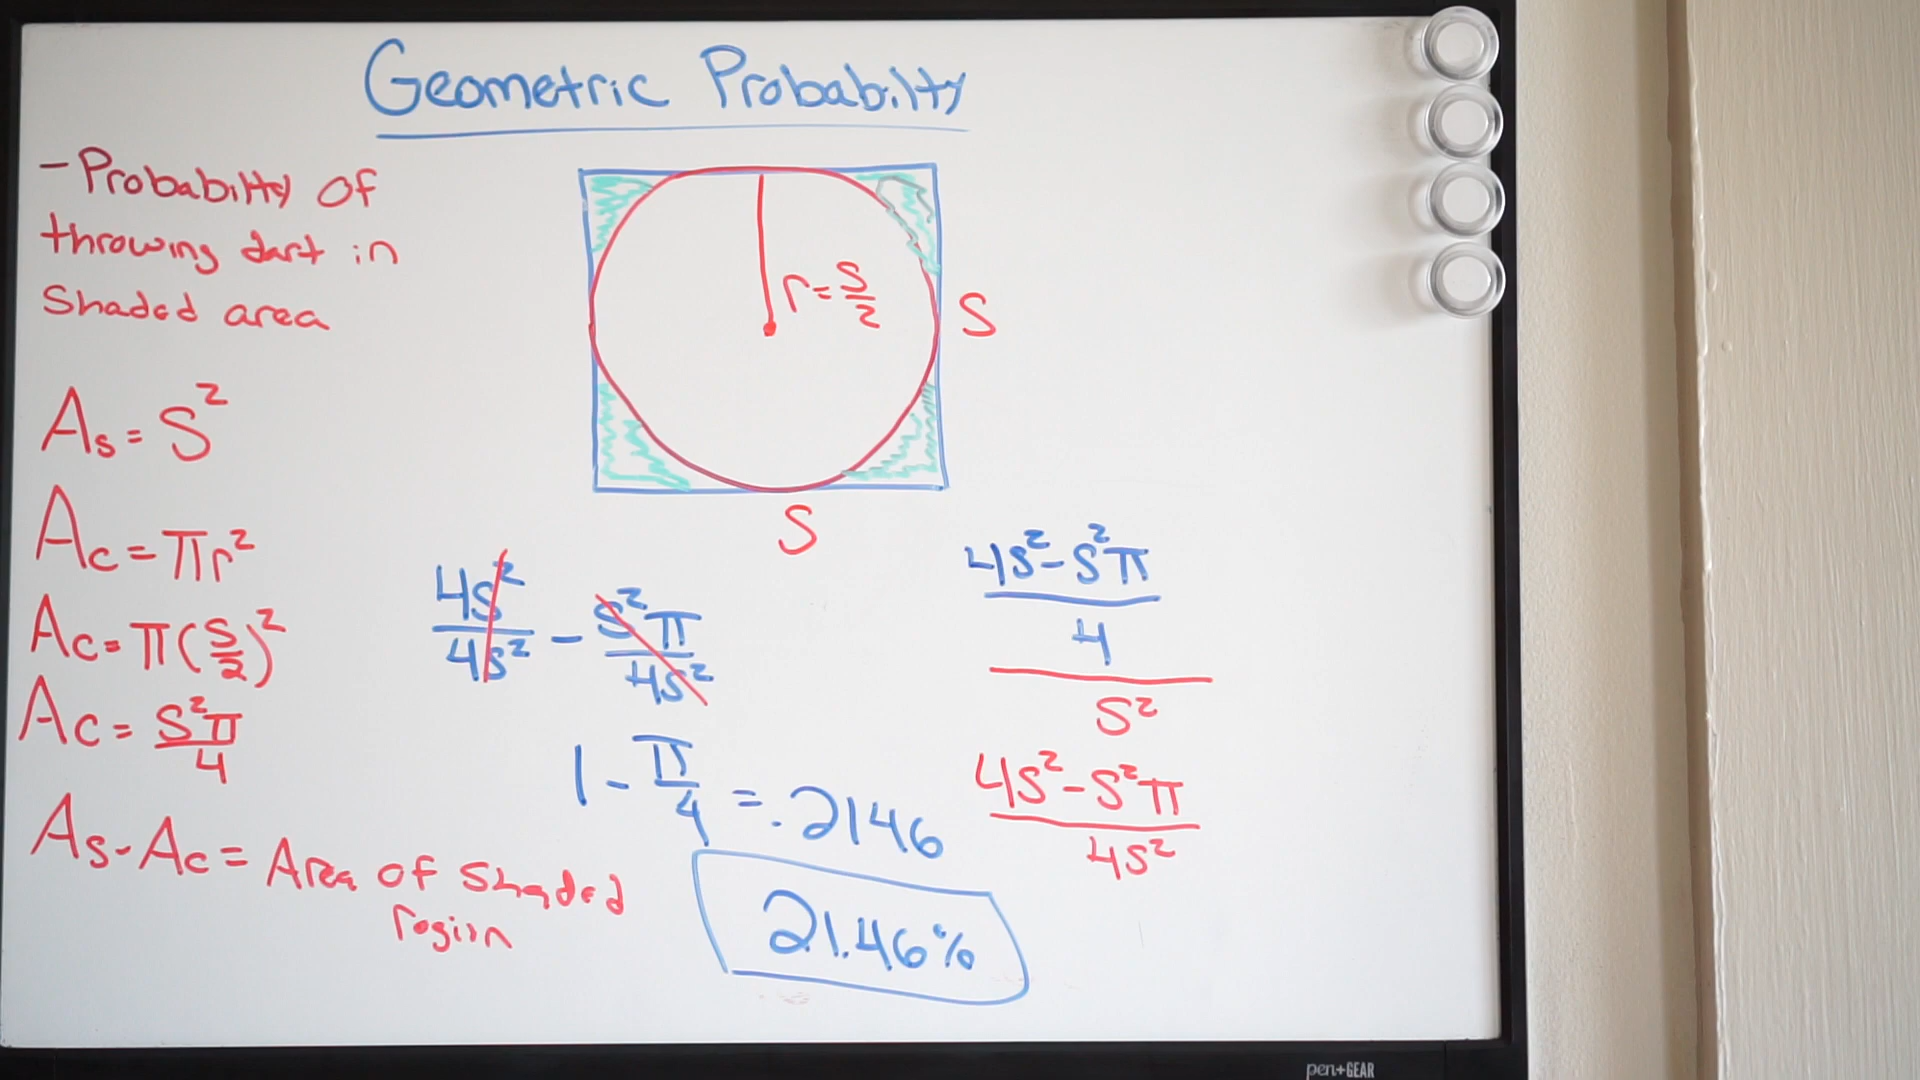 Geometric Probabilty
- Probabilty Of
throwing dart in
Shaded area
r = s/2
S
S
As = S²
Ac = πr²
Ac = π(s/2)²
Ac = S²π/4
As - Ac = Area of Shaded
region
4s²/4s² - s²π/4s²
1 - π/4 = .2146
21.46%
4s² - s²π
4
s²
4s² - s²π
4s²
pen+GEAR